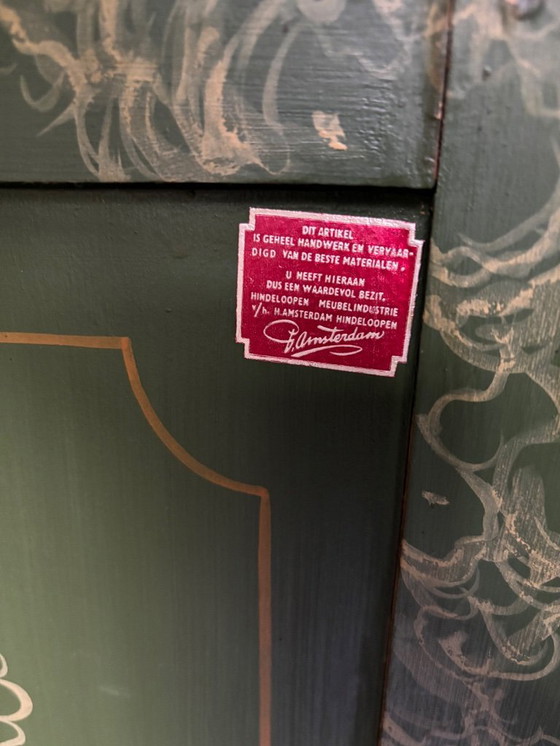 DIT ARTIKEL
IS GEHEEL HANDWERK EN VERVAAR-
DIGD VAN DE BESTE MATERIALEN.
U HEEFT HIERAAN
DUS EEN WAARDEVOL BEZIT.
HINDELOOPEN MEUBELINDUSTRIE
v/h. H.AMSTERDAM HINDELOOPEN
Amsterdam